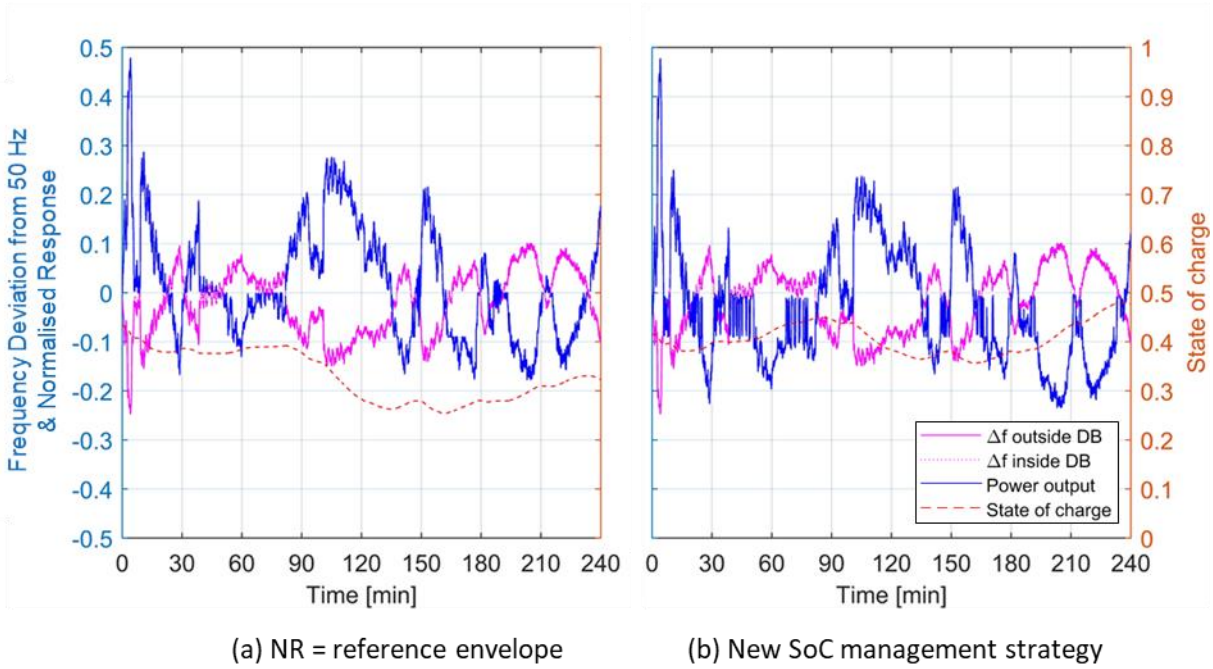 Frequency Deviation from 50 Hz
& Normalised Response
0.5
0.4
0.3
0.2
0.1
0
-0.1
-0.2
-0.3
-0.4
-0.5
0 30 60 90 120 150 180 210 240
Time [min]
(a) NR = reference envelope
0 30 60 90 120 150 180 210 240
Time [min]
(b) New SoC management strategy
1
0.9
0.8
0.7
0.6
0.5
0.4
0.3
0.2
0.1
0
State of charge
Δf outside DB
Δf inside DB
Power output
State of charge